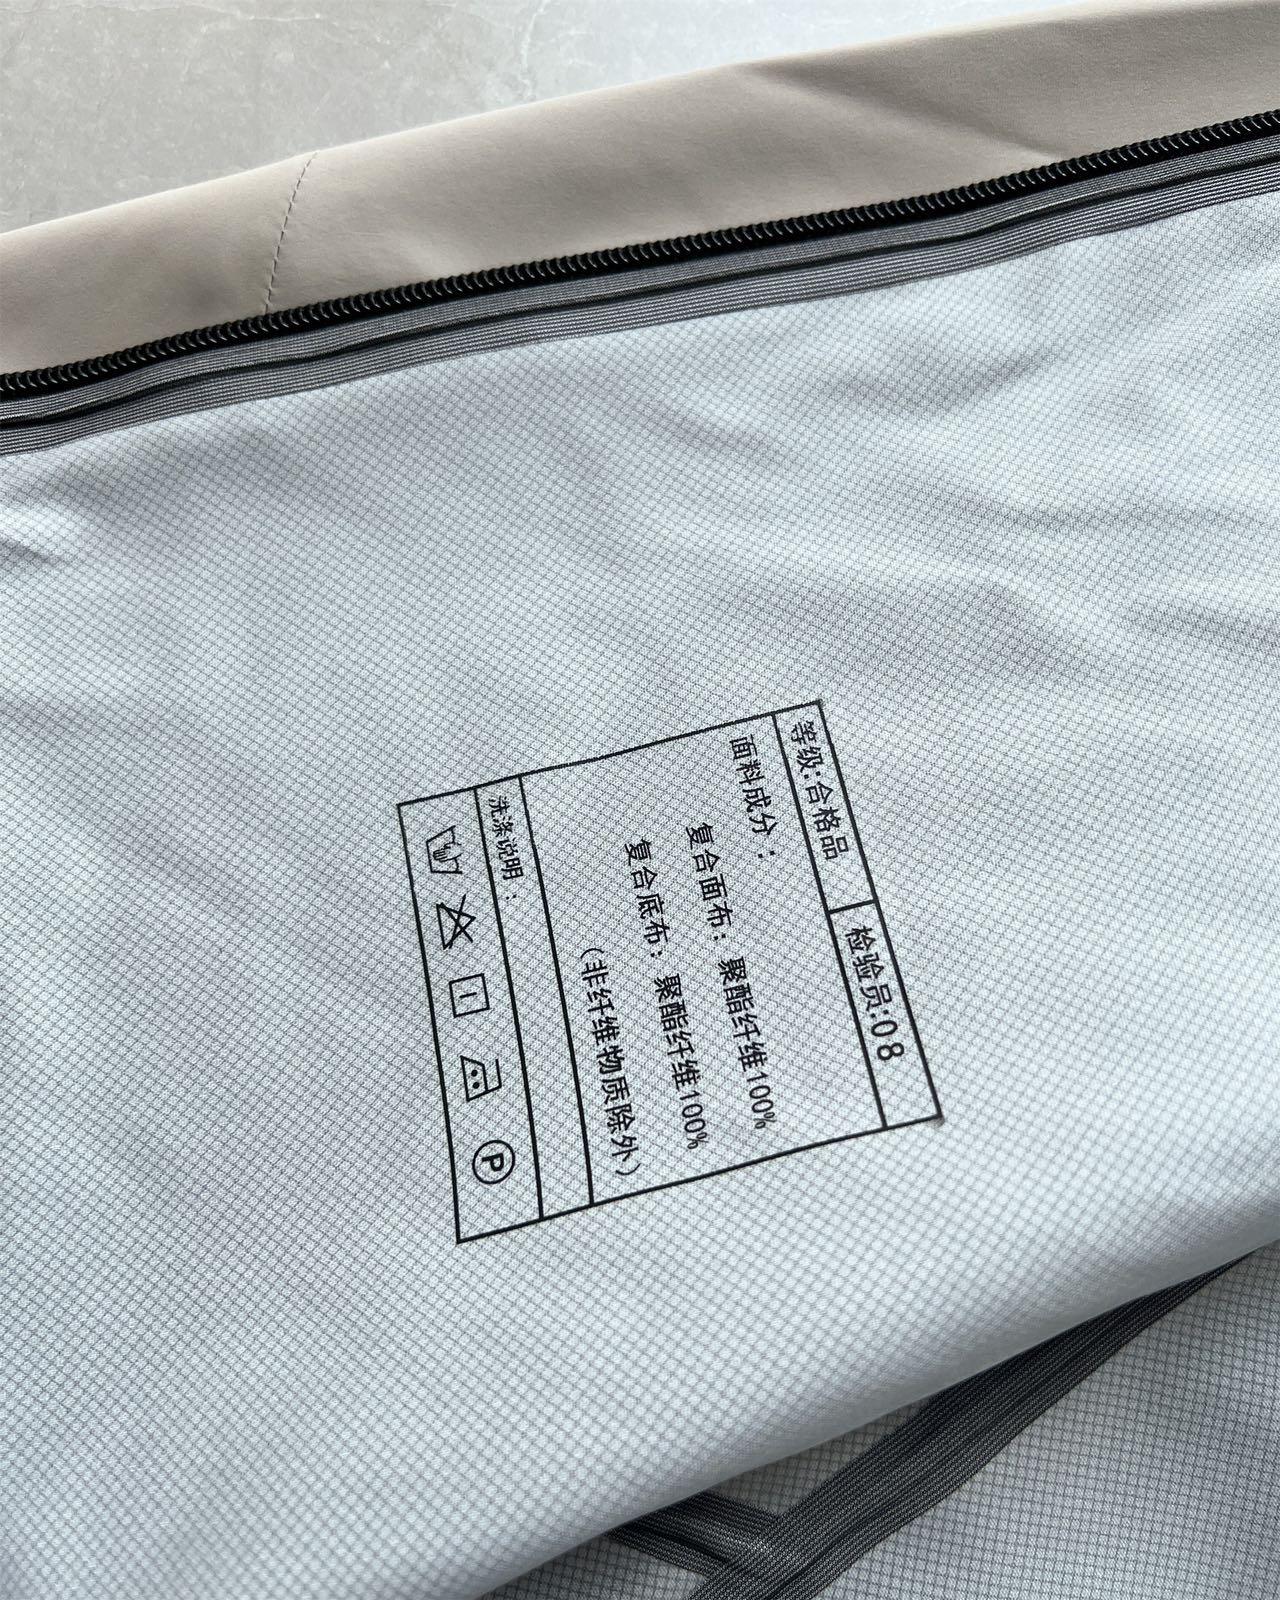 等级:合格品
检验员:08
面料成分：
复合面布：聚酯纤维100%
复合底布：聚酯纤维100%
（非纤维物质除外）
洗涤说明：
P